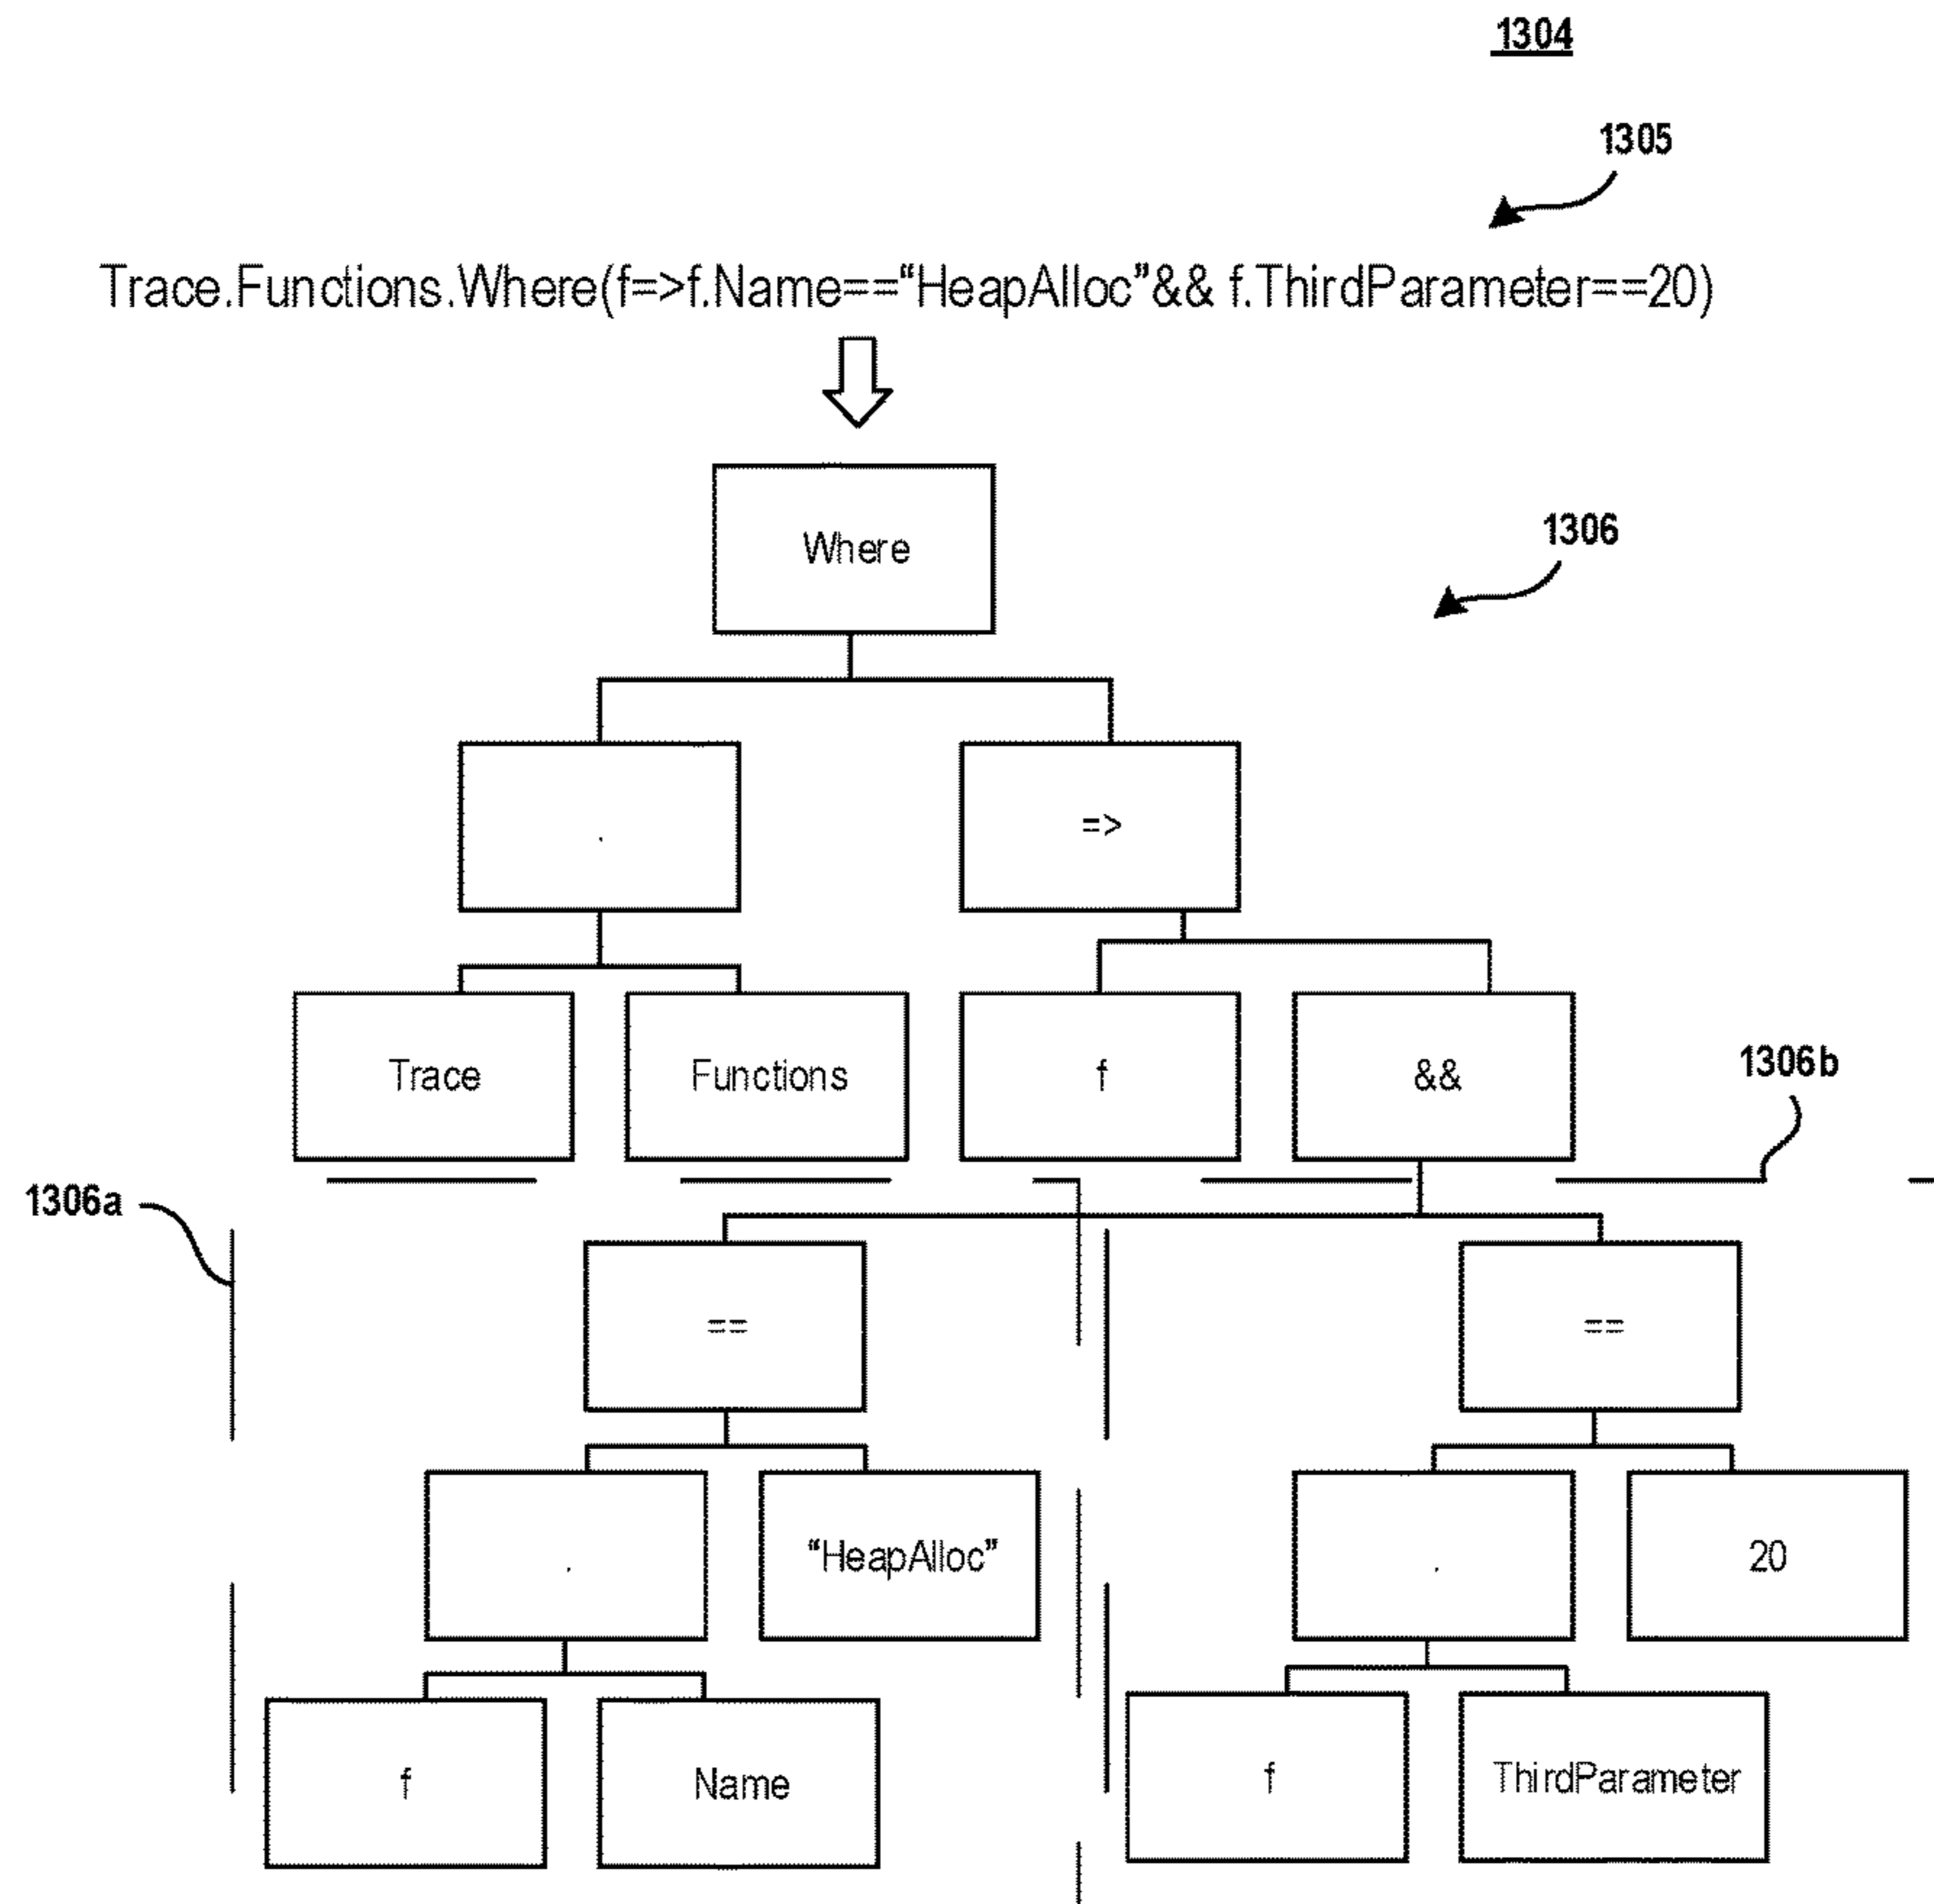 1304
1305
Trace.Functions.Where(f=>f.Name==“HeapAlloc”&& f.ThirdParameter==20)
Where
1306
.
=>
Trace
Functions
f
&&
1306b
1306a
==
==
.
“HeapAlloc”
.
20
f
Name
f
ThirdParameter